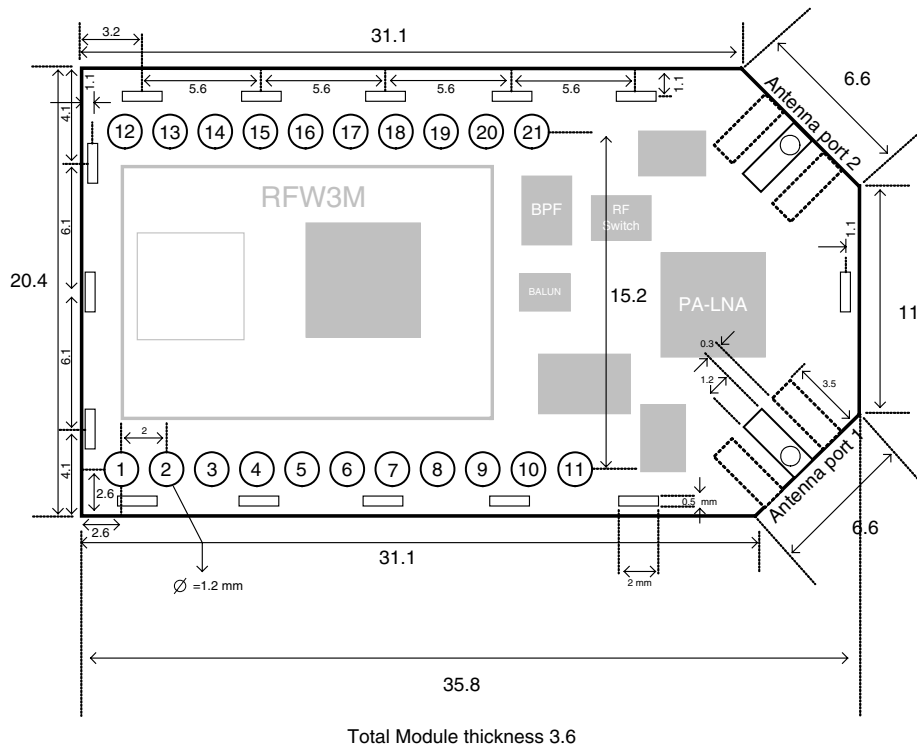 3.2
31.1
6.6
1.1
5.6
5.6
5.6
5.6
1.1
4.1
Antenna port 2
12 13 14 15 16 17 18 19 20 21
RFW3M
BPF
RF
Switch
1.1
6.1
20.4
BALUN
15.2
PA-LNA
11
0.3
6.1
1.2
3.5
2
4.1
1 2 3 4 5 6 7 8 9 10 11
Antenna port 1
2.6
0.5 mm
2.6
6.6
31.1
Ø =1.2 mm
2 mm
35.8
Total Module thickness 3.6